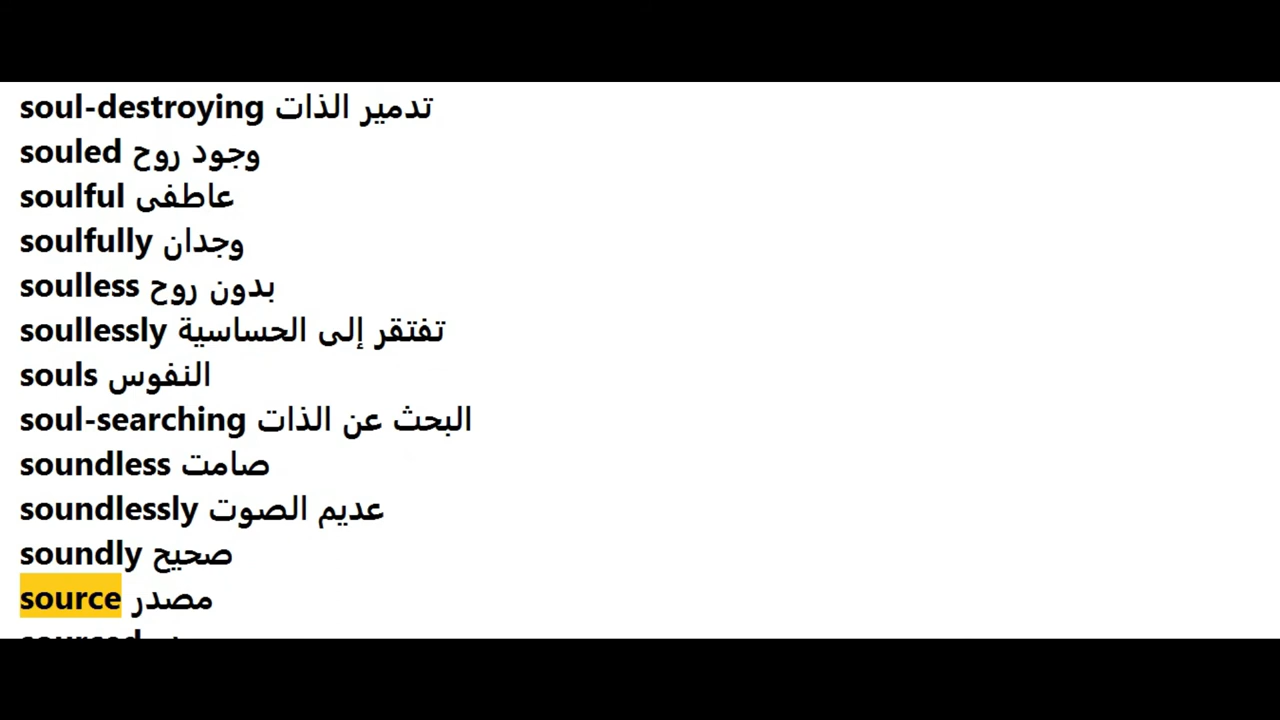 soul-destroying تدمير الذات
souled وجود روح
soulful عاطفى
soulfully وجدان
soulless بدون روح
soullessly تفتقر إلى الحساسية
souls النفوس
soul-searching البحث عن الذات
soundless صامت
soundlessly عديم الصوت
soundly صحيح
source مصدر